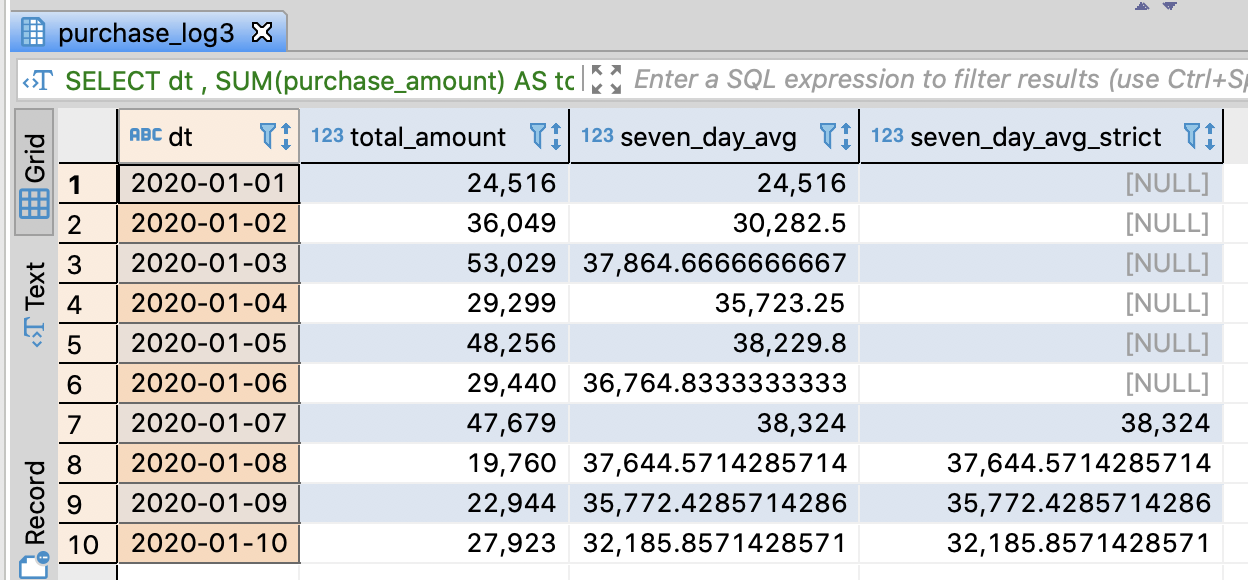 purchase_log3
SELECT dt , SUM(purchase_amount) AS to Enter a SQL expression to filter results (use Ctrl+Sp
Grid
Text
Record
ABC dt 123 total_amount 123 seven_day_avg 123 seven_day_avg_strict
1 2020-01-01 24,516 24,516 [NULL]
2 2020-01-02 36,049 30,282.5 [NULL]
3 2020-01-03 53,029 37,864.6666666667 [NULL]
4 2020-01-04 29,299 35,723.25 [NULL]
5 2020-01-05 48,256 38,229.8 [NULL]
6 2020-01-06 29,440 36,764.8333333333 [NULL]
7 2020-01-07 47,679 38,324 38,324
8 2020-01-08 19,760 37,644.5714285714 37,644.5714285714
9 2020-01-09 22,944 35,772.4285714286 35,772.4285714286
10 2020-01-10 27,923 32,185.8571428571 32,185.8571428571